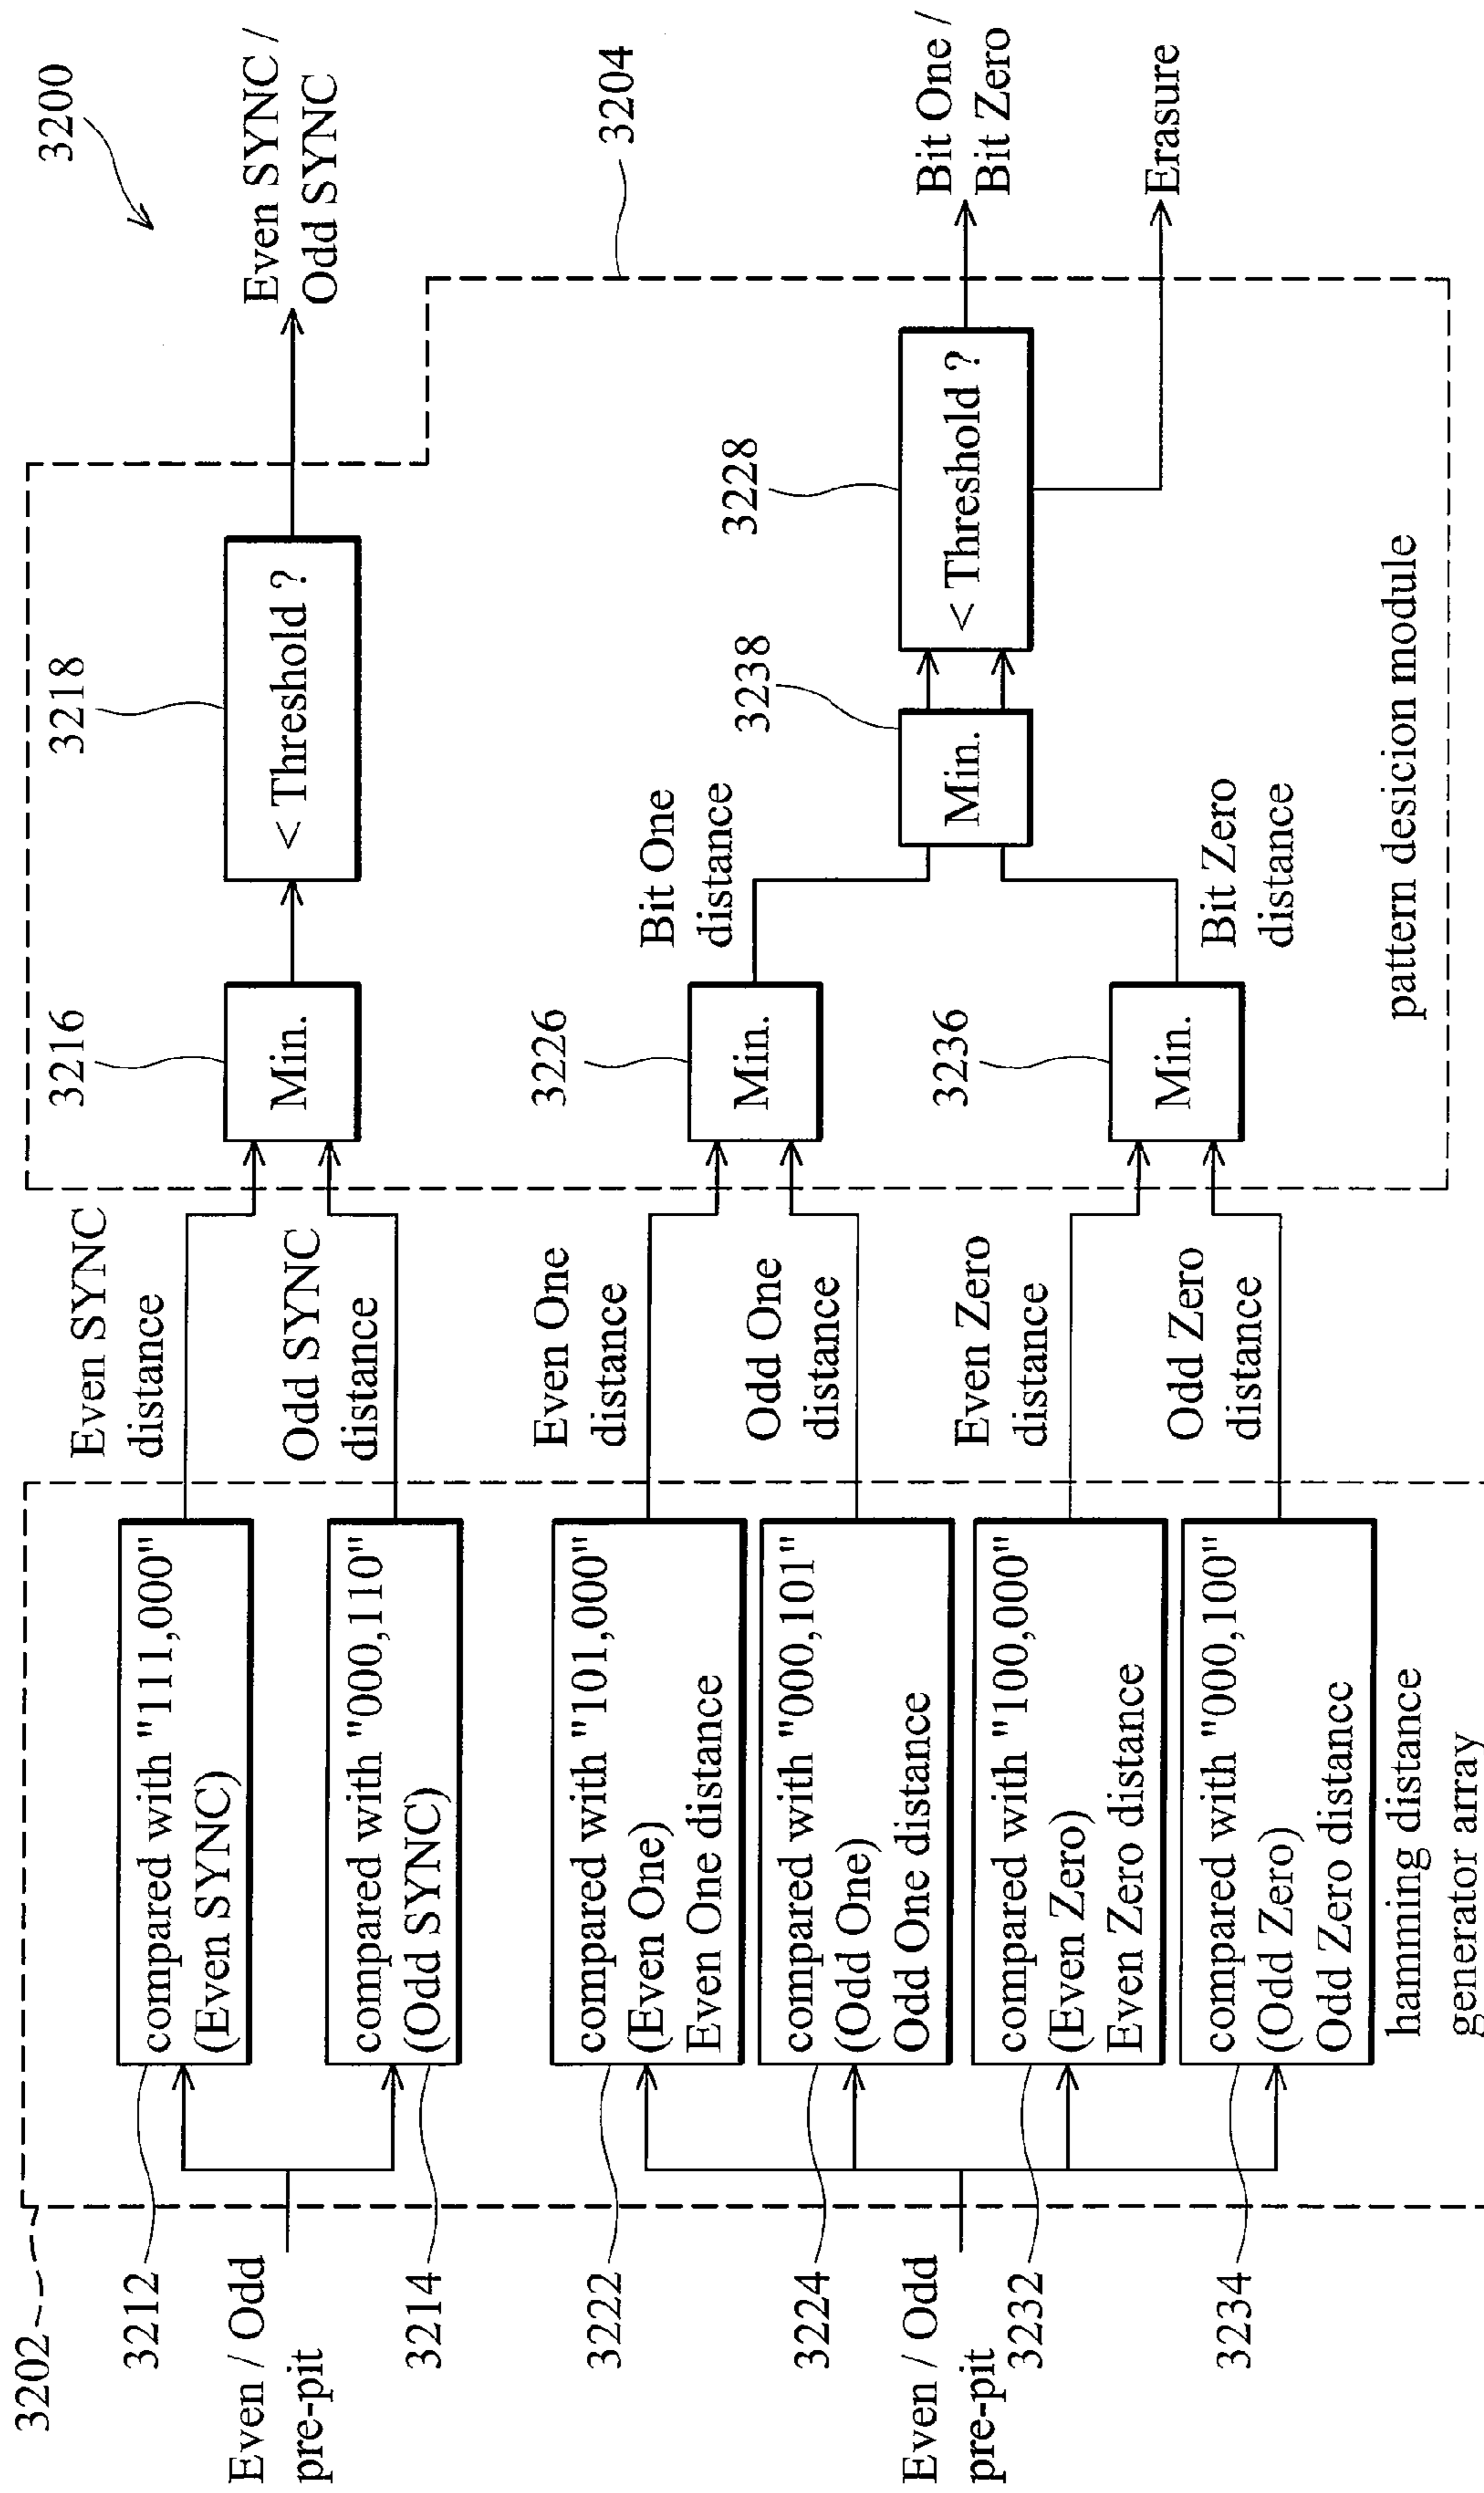 3200
3202
3212
Even / Odd
pre-pit
3214
compared with "111,000"
(Even SYNC)
compared with "000,110"
(Odd SYNC)
Even SYNC
distance
Odd SYNC
distance
3216
Min.
3218
< Threshold ?
Even SYNC /
Odd SYNC
3204
3222
3224
Even / Odd
pre-pit
3232
3234
compared with "101,000"
(Even One)
Even One distance
compared with "000,101"
(Odd One)
Odd One distance
compared with "100,000"
(Even Zero)
Even Zero distance
compared with "000,100"
(Odd Zero)
Odd Zero distance
hamming distance
generator array
Even One
distance
Odd One
distance
Even Zero
distance
Odd Zero
distance
3226
Min.
3236
Min.
Bit One
distance
Bit Zero
distance
3238
Min.
3228
< Threshold ?
Bit One /
Bit Zero
Erasure
pattern desicion module